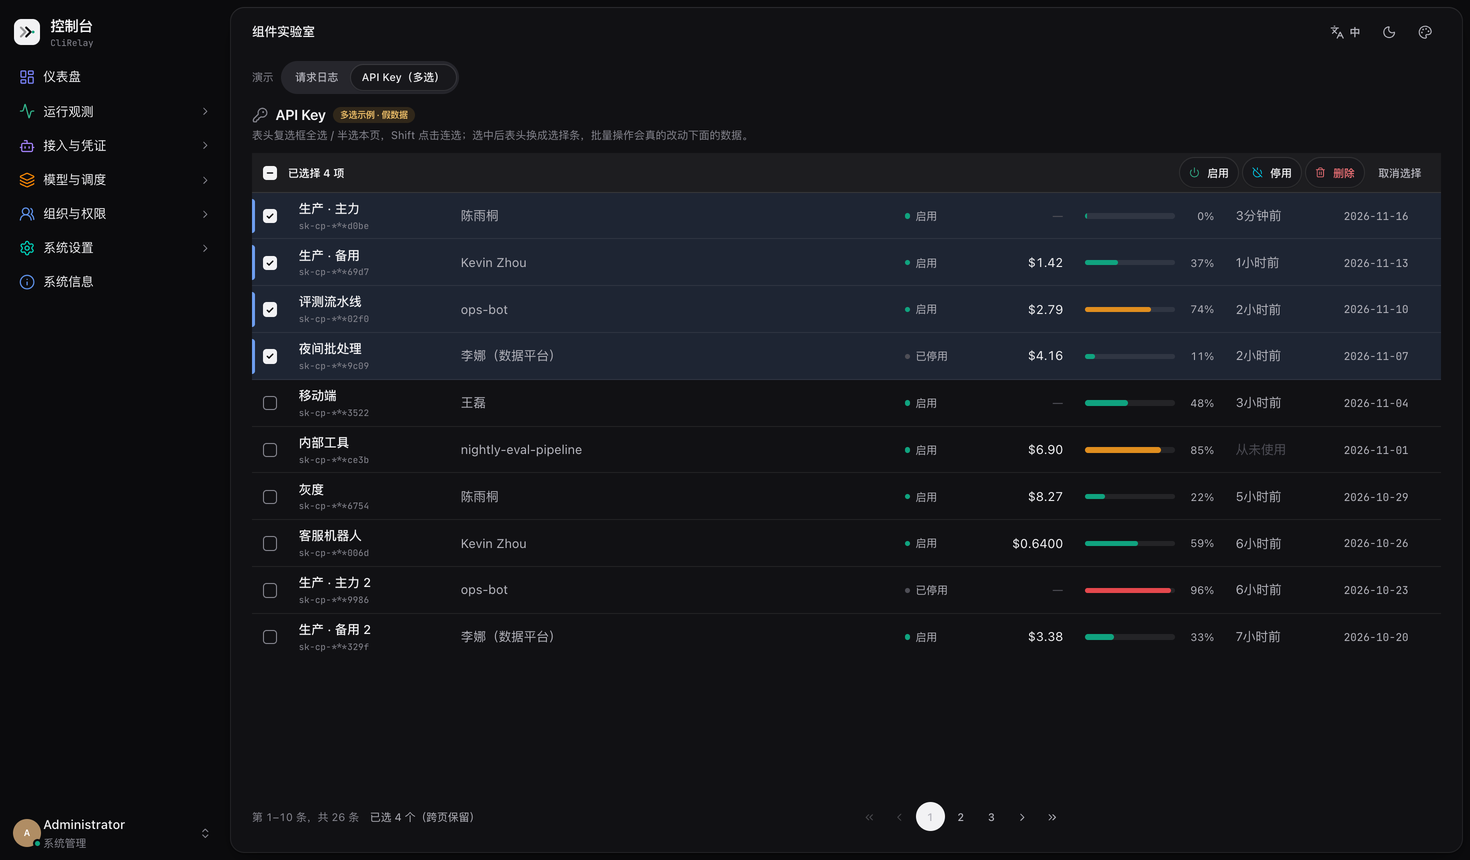 控制台
CliRelay
仪表盘
运行观测
接入与凭证
模型与调度
组织与权限
系统设置
系统信息
A
Administrator
系统管理
组件实验室
中
演示 请求日志 API Key（多选）
API Key 多选示例 · 假数据
表头复选框全选 / 半选本页，Shift 点击连选；选中后表头换成选择条，批量操作会真的改动下面的数据。
已选择 4 项 启用 停用 删除 取消选择
生产 · 主力 陈雨桐 启用 — 0% 3分钟前 2026-11-16
sk-cp-***d0be
生产 · 备用 Kevin Zhou 启用 $1.42 37% 1小时前 2026-11-13
sk-cp-***69d7
评测流水线 ops-bot 启用 $2.79 74% 2小时前 2026-11-10
sk-cp-***02f0
夜间批处理 李娜（数据平台） 已停用 $4.16 11% 2小时前 2026-11-07
sk-cp-***9c09
移动端 王磊 启用 — 48% 3小时前 2026-11-04
sk-cp-***3522
内部工具 nightly-eval-pipeline 启用 $6.90 85% 从未使用 2026-11-01
sk-cp-***ce3b
灰度 陈雨桐 启用 $8.27 22% 5小时前 2026-10-29
sk-cp-***6754
客服机器人 Kevin Zhou 启用 $0.6400 59% 6小时前 2026-10-26
sk-cp-***006d
生产 · 主力 2 ops-bot 已停用 — 96% 6小时前 2026-10-23
sk-cp-***9986
生产 · 备用 2 李娜（数据平台） 启用 $3.38 33% 7小时前 2026-10-20
sk-cp-***329f
第 1–10 条，共 26 条 已选 4 个（跨页保留） « ‹ 1 2 3 › »